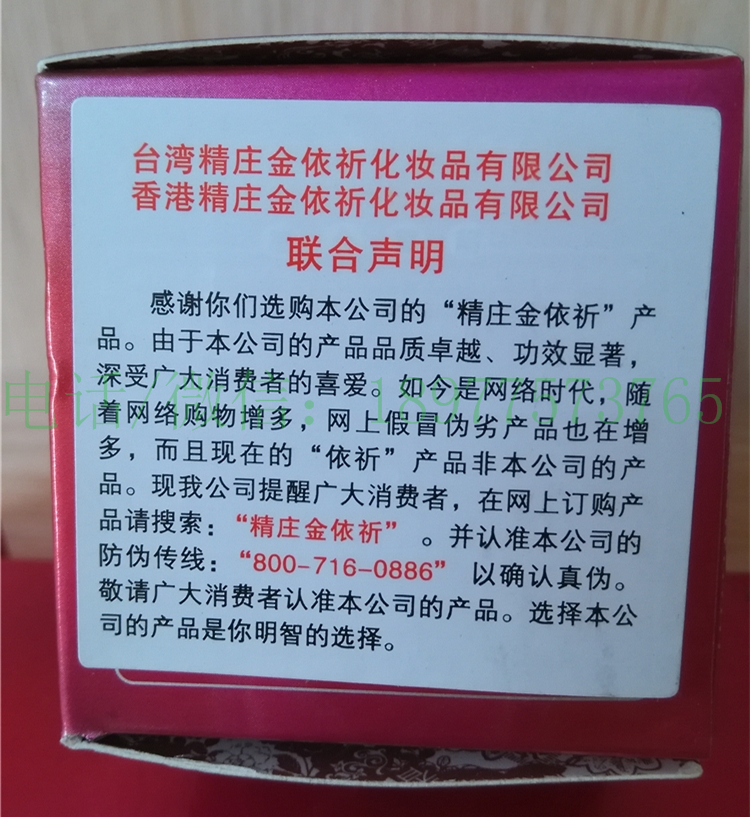 台湾精庄金依祈化妆品有限公司
香港精庄金依祈化妆品有限公司
联合声明
感谢你们选购本公司的“精庄金依祈”产
品。由于本公司的产品品质卓越、功效显著，
深受广大消费者的喜爱。如今是网络时代，随
电话/微信：18977573765
着网络购物增多，网上假冒伪劣产品也在增
多，而且现在的“依祈”产品非本公司的产
品。现我公司提醒广大消费者，在网上订购产
品请搜索：“精庄金依祈”。并认准本公司的
防伪传线：“800-716-0886”以确认真伪。
敬请广大消费者认准本公司的产品。选择本公
司的产品是你明智的选择。